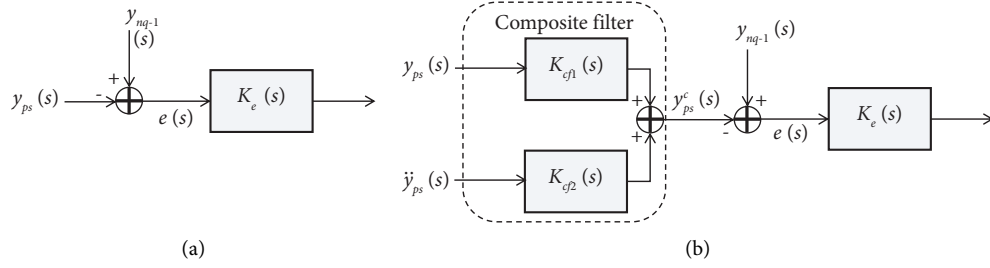 y_{nq-1}
(s)
+
-
y_{ps} (s)
e (s)
K_e (s)
(a)
Composite filter
y_{ps} (s)
K_{cf1} (s)
+
+
ÿ_{ps} (s)
K_{cf2} (s)
y^c_{ps} (s)
y_{nq-1} (s)
+
-
e (s)
K_e (s)
(b)